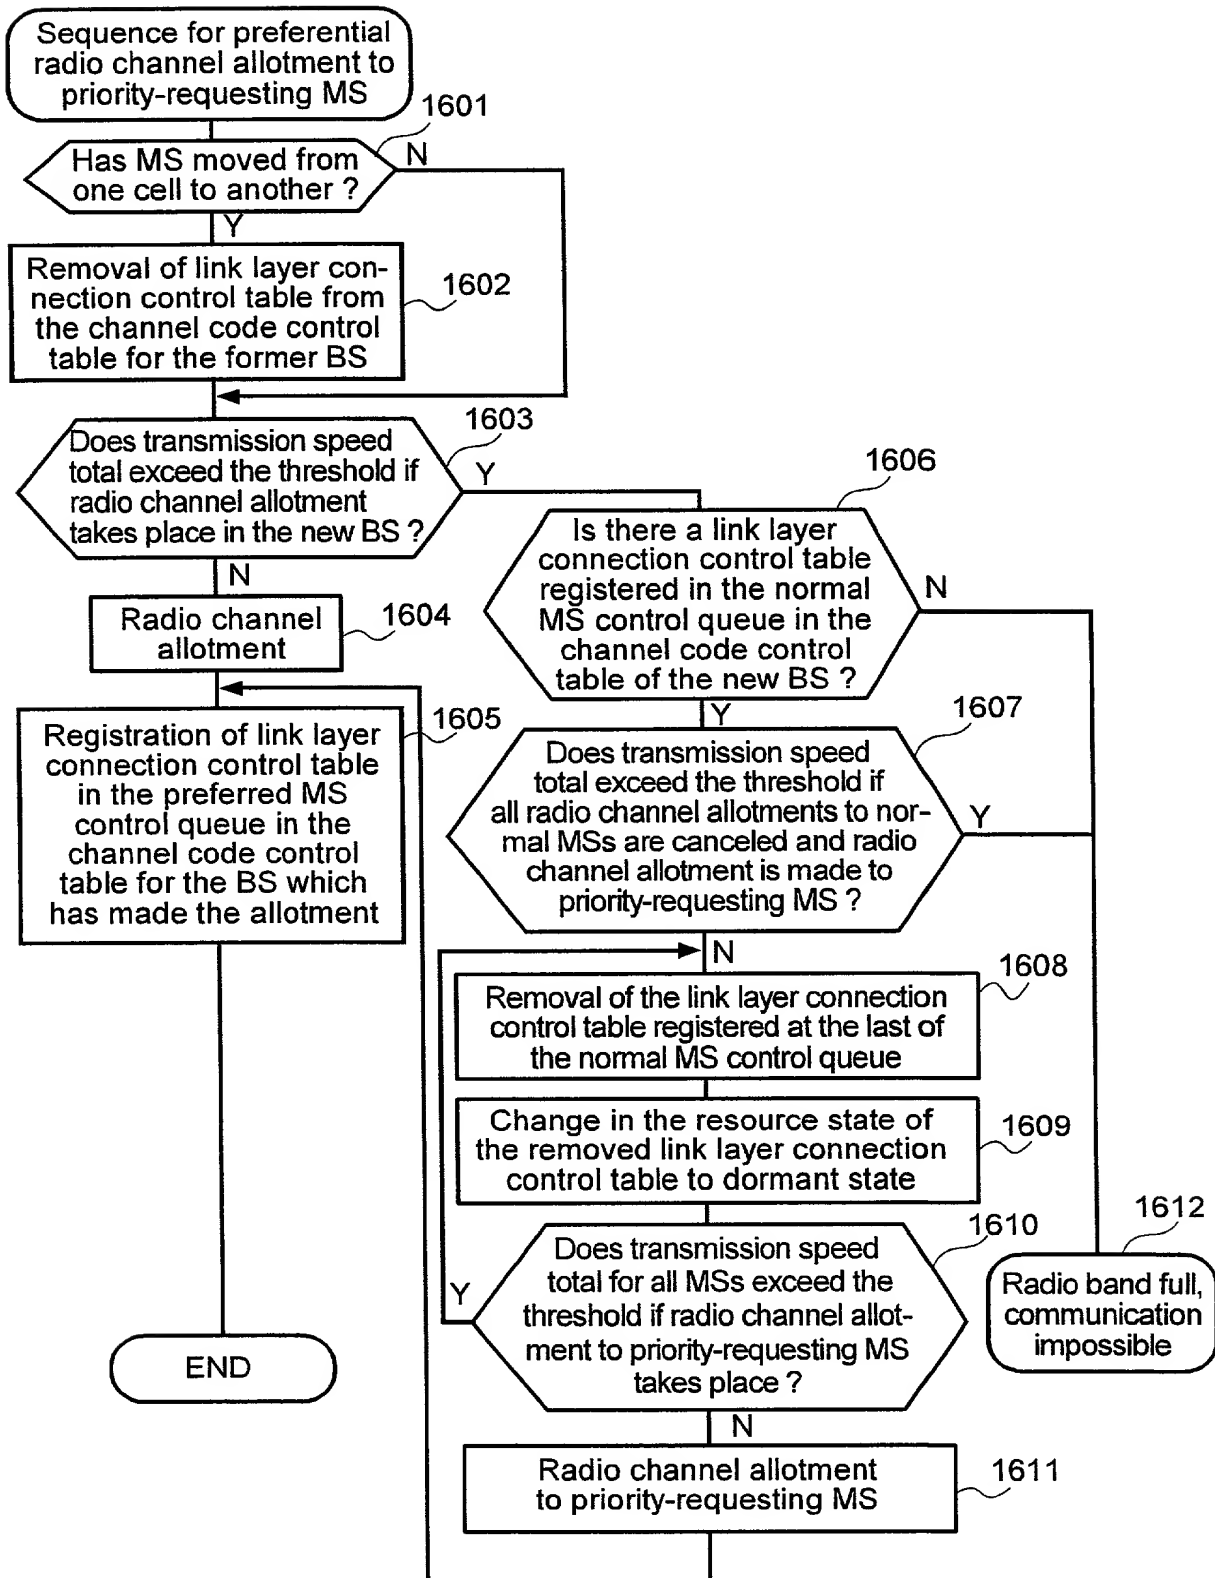 Sequence for preferential
radio channel allotment to
priority-requesting MS
1601
Has MS moved from
one cell to another ?
N
Y
Removal of link layer con-
nection control table from
the channel code control
table for the former BS
1602
1603
Does transmission speed
total exceed the threshold if
radio channel allotment
takes place in the new BS ?
Y
N
Radio channel
allotment
1604
Registration of link layer
connection control table
in the preferred MS
control queue in the
channel code control
table for the BS which
has made the allotment
1605
END
1606
Is there a link layer
connection control table
registered in the normal
MS control queue in the
channel code control
table of the new BS ?
N
Y
1607
Does transmission speed
total exceed the threshold if
all radio channel allotments to nor-
mal MSs are canceled and radio
channel allotment is made to
priority-requesting MS ?
Y
N
1608
Removal of the link layer connection
control table registered at the last of
the normal MS control queue
Change in the resource state of
the removed link layer connection
control table to dormant state
1609
1610
Does transmission speed
total for all MSs exceed the
threshold if radio channel allot-
ment to priority-requesting MS
takes place ?
Y
N
Radio channel allotment
to priority-requesting MS
1611
1612
Radio band full,
communication
impossible